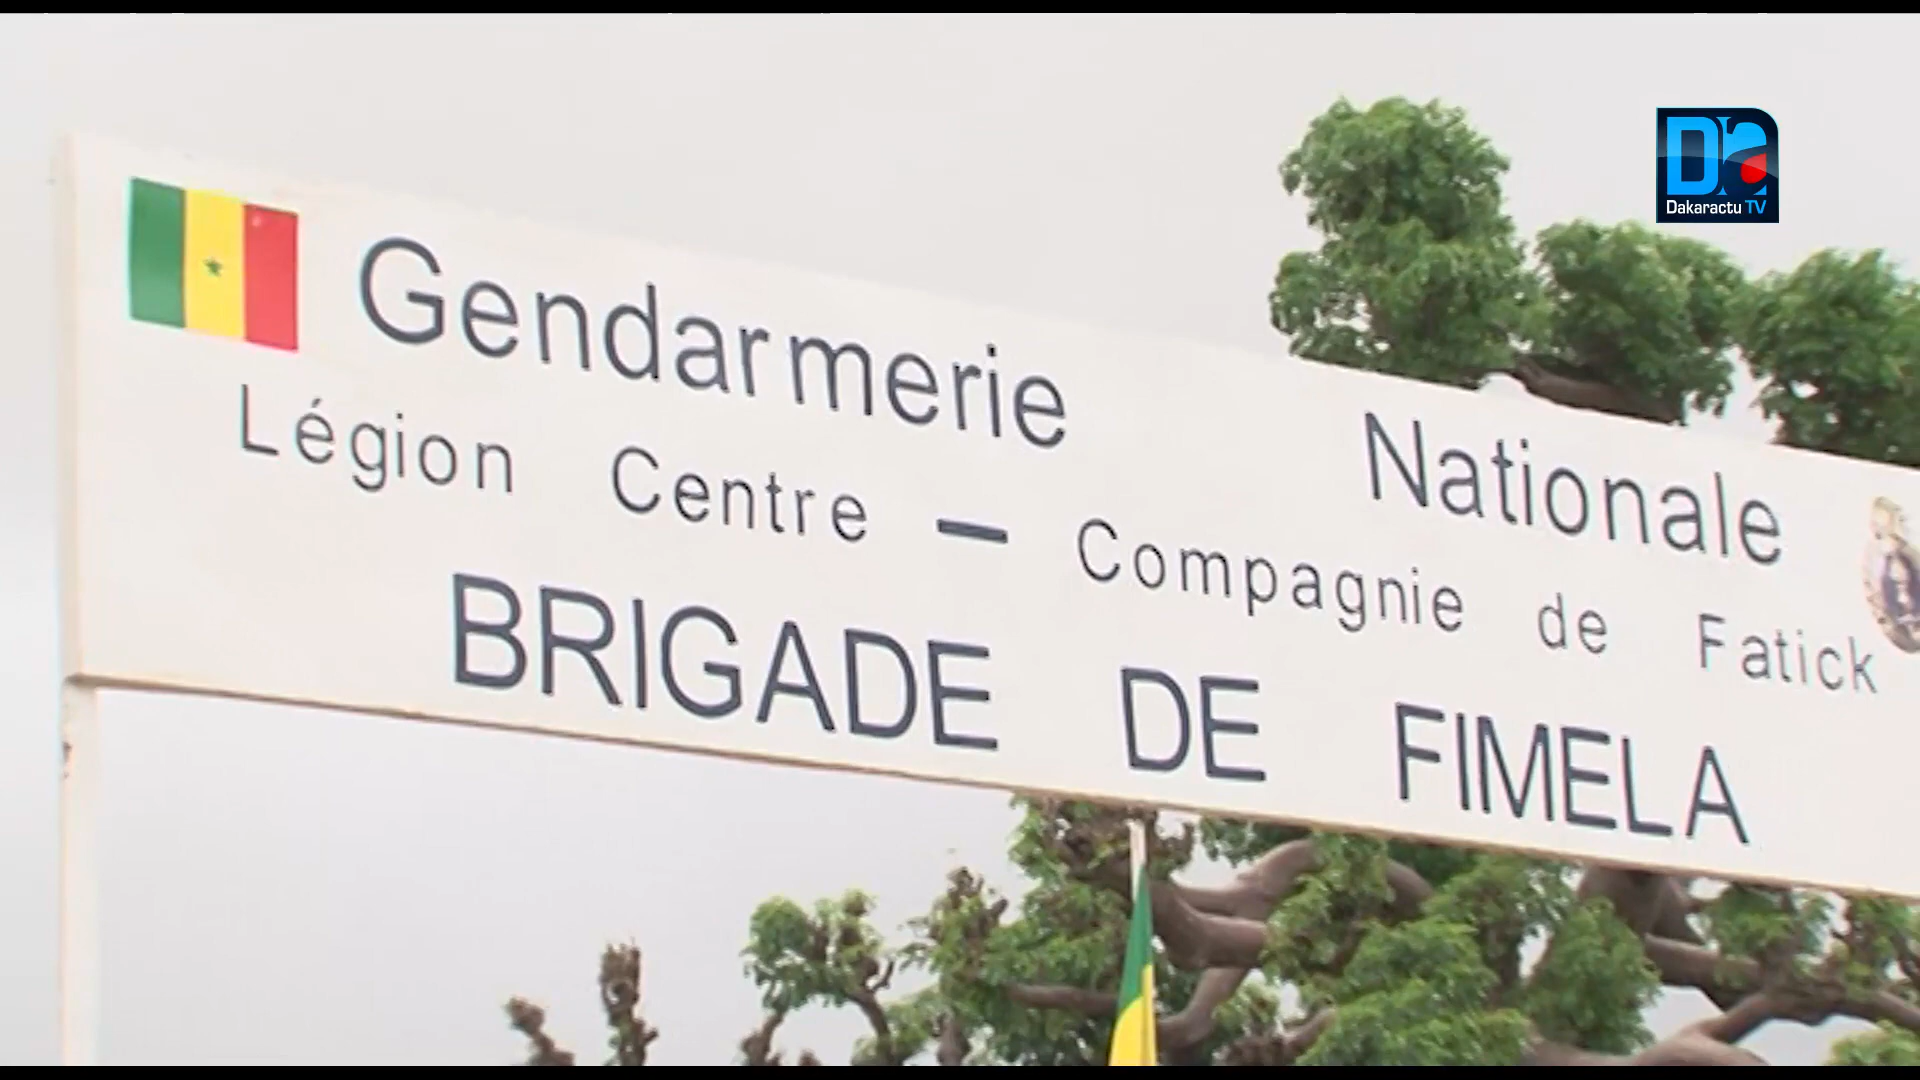 Dakaractu TV
Gendarmerie Nationale
Légion Centre – Compagnie de Fatick
BRIGADE DE FIMELA